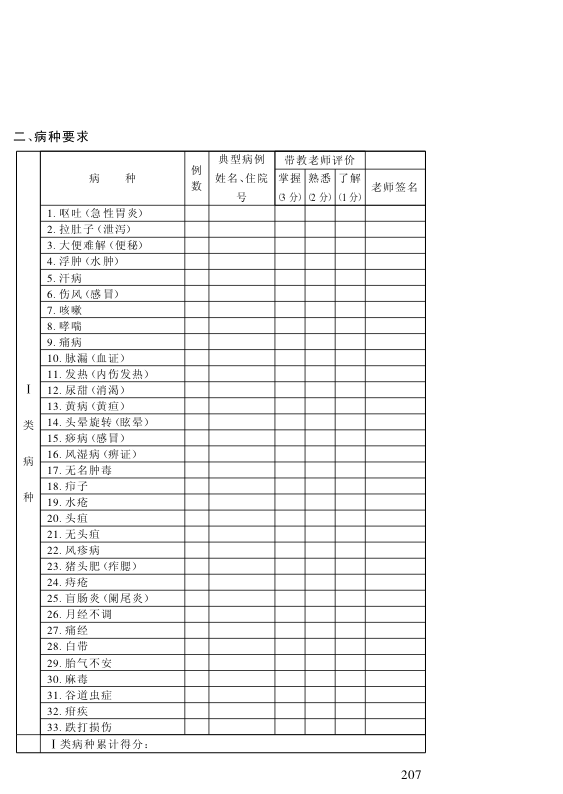 二、病种要求
病　种
例数
典型病例姓名、住院号
带教老师评价
掌握(3分)
熟悉(2分)
了解(1分)
老师签名
Ⅰ类病种
1. 呕吐(急性胃炎)
2. 拉肚子(泄泻)
3. 大便难解(便秘)
4. 浮肿(水肿)
5. 汗病
6. 伤风(感冒)
7. 咳嗽
8. 哮喘
9. 痛病
10. 脉漏(血证)
11. 发热(内伤发热)
12. 尿甜(消渴)
13. 黄病(黄疸)
14. 头晕旋转(眩晕)
15. 痧病(感冒)
16. 风湿病(痹证)
17. 无名肿毒
18. 疖子
19. 水疮
20. 头疽
21. 无头疽
22. 风疹病
23. 猪头肥(痄腮)
24. 痔疮
25. 盲肠炎(阑尾炎)
26. 月经不调
27. 痛经
28. 白带
29. 胎气不安
30. 麻毒
31. 谷道虫症
32. 疳疾
33. 跌打损伤
Ⅰ类病种累计得分：
207